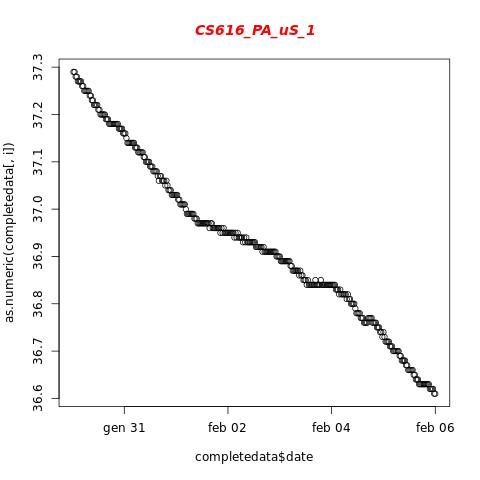 CS616_PA_uS_1
as.numeric(completedata[, i])
37.3
37.2
37.1
37.0
36.9
36.8
36.7
36.6
gen 31
feb 02
feb 04
feb 06
completedata$date